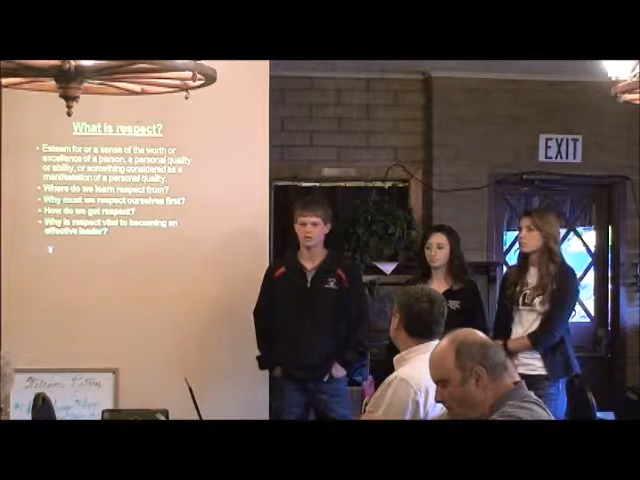 What is respect?
• Esteem for or a sense of the worth or
excellence of a person, a personal quality
or ability, or something considered as a
manifestation of a personal quality.
• Where do we learn respect from?
• Why must we respect ourselves first?
• How do we get respect?
• Why is respect vital to becoming an
effective leader?
EXIT
Welcome